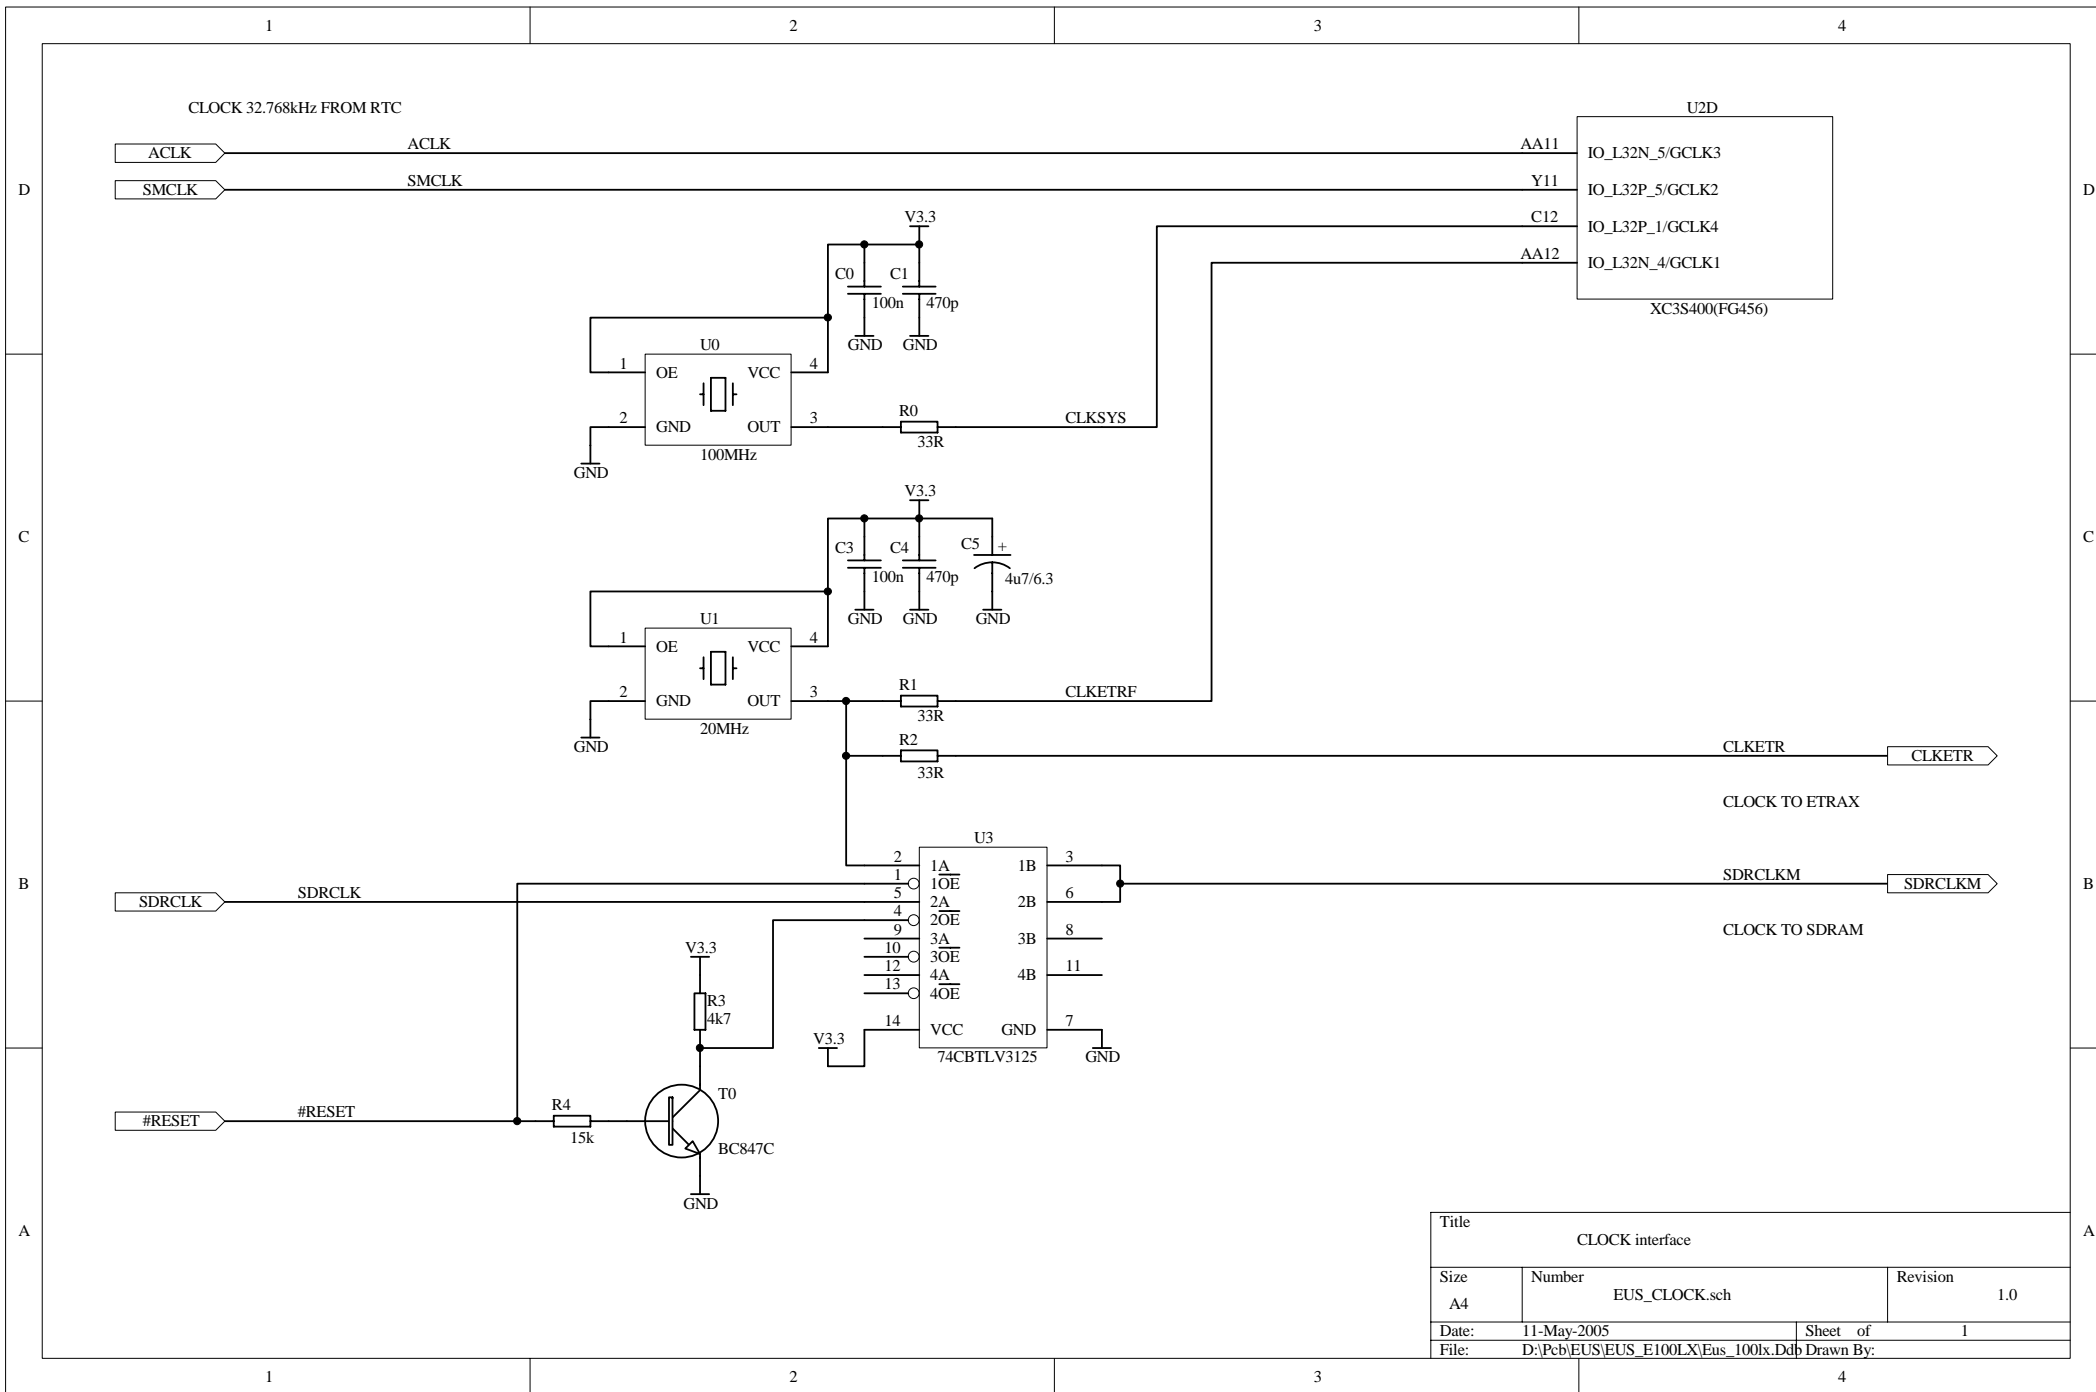 1 2 3 4
CLOCK 32.768kHz FROM RTC
U2D
ACLK ACLK AA11 IO_L32N_5/GCLK3
D SMCLK SMCLK Y11 IO_L32P_5/GCLK2 D
V3.3 C12 IO_L32P_1/GCLK4
AA12 IO_L32N_4/GCLK1
C0 C1
100n 470p
XC3S400(FG456)
GND GND
U0
1 OE VCC 4
R0
2 GND OUT 3 CLKSYS
33R
100MHz
GND
V3.3
C C
C3 C4 C5 +
100n 470p 4u7/6.3
GND GND GND
U1
1 OE VCC 4
R1
2 GND OUT 3 CLKETRF
33R
20MHz
GND
R2
CLKETR CLKETR
33R
CLOCK TO ETRAX
U3
2 1A 1B 3
1 1OE
B SDRCLK SDRCLK 5 2A 2B 6 SDRCLKM SDRCLKM B
4 2OE
9 3A 3B 8
CLOCK TO SDRAM
10 3OE
12 4A 4B 11
13 4OE
V3.3
R3
4k7
V3.3 14 VCC GND 7
74CBTLV3125 GND
T0
#RESET #RESET R4
15k
BC847C
GND
A A
Title
CLOCK interface
Size Number Revision
A4 EUS_CLOCK.sch 1.0
Date: 11-May-2005 Sheet of 1
File: D:\Pcb\EUS\EUS_E100LX\Eus_100lx.Ddb Drawn By:
1 2 3 4